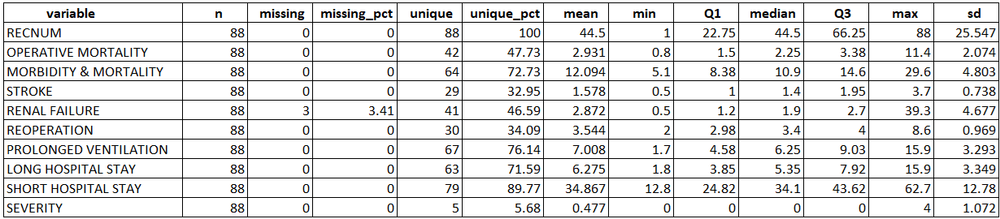 variable n missing missing_pct unique unique_pct mean min Q1 median Q3 max sd
RECNUM 88 0 0 88 100 44.5 1 22.75 44.5 66.25 88 25.547
OPERATIVE MORTALITY 88 0 0 42 47.73 2.931 0.8 1.5 2.25 3.38 11.4 2.074
MORBIDITY & MORTALITY 88 0 0 64 72.73 12.094 5.1 8.38 10.9 14.6 29.6 4.803
STROKE 88 0 0 29 32.95 1.578 0.5 1 1.4 1.95 3.7 0.738
RENAL FAILURE 88 3 3.41 41 46.59 2.872 0.5 1.2 1.9 2.7 39.3 4.677
REOPERATION 88 0 0 30 34.09 3.544 2 2.98 3.4 4 8.6 0.969
PROLONGED VENTILATION 88 0 0 67 76.14 7.008 1.7 4.58 6.25 9.03 15.9 3.293
LONG HOSPITAL STAY 88 0 0 63 71.59 6.275 1.8 3.85 5.35 7.92 15.9 3.349
SHORT HOSPITAL STAY 88 0 0 79 89.77 34.867 12.8 24.82 34.1 43.62 62.7 12.78
SEVERITY 88 0 0 5 5.68 0.477 0 0 0 0 4 1.072